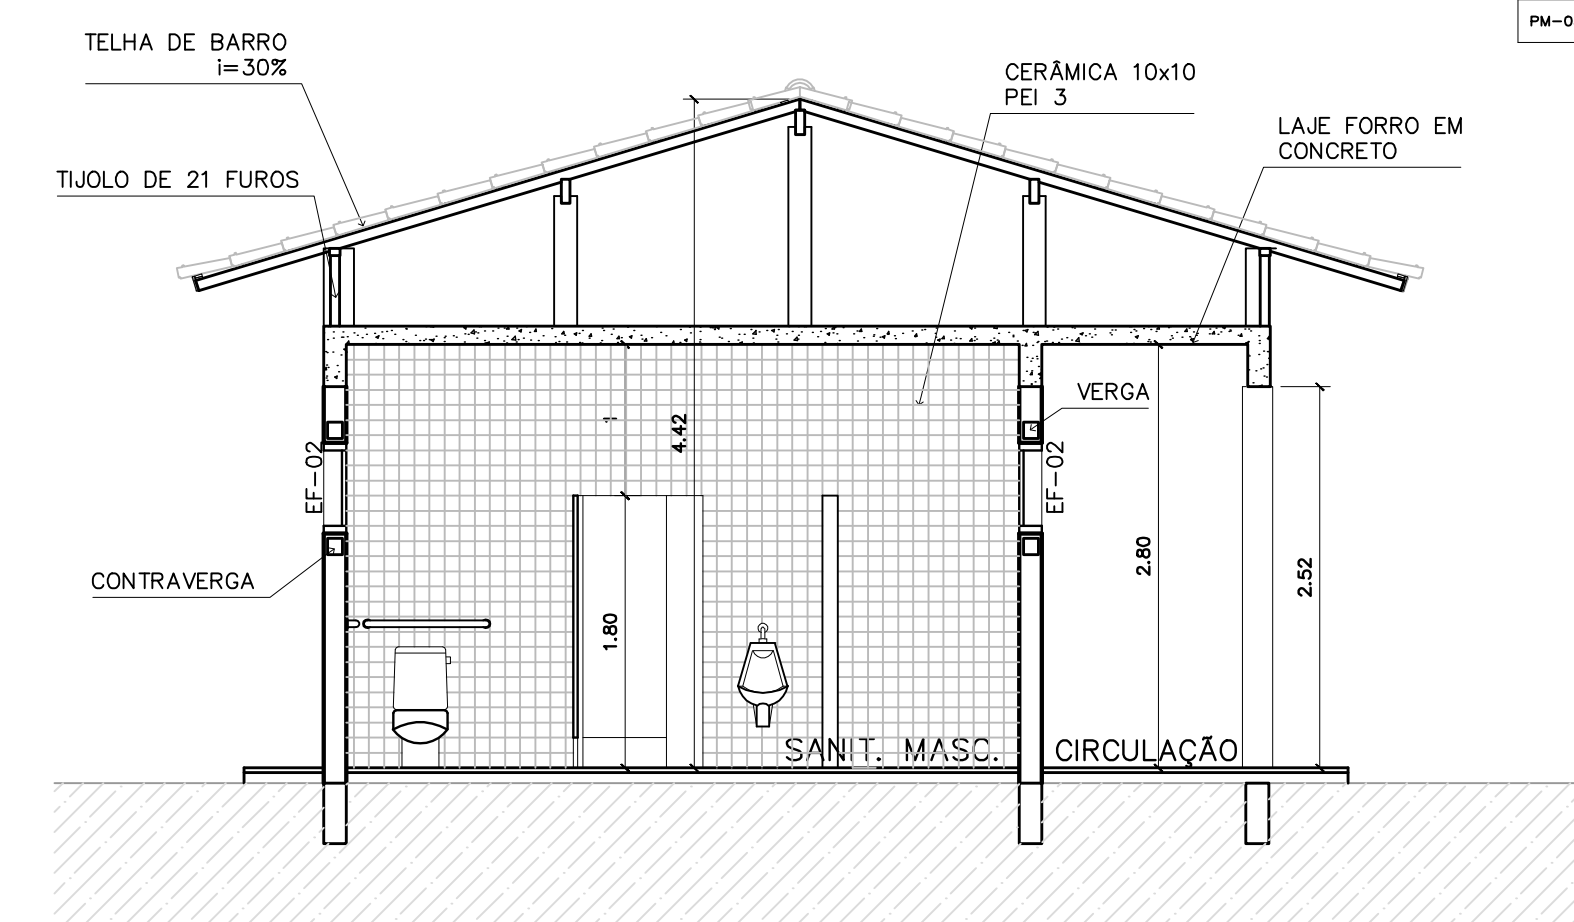 PM-0
TELHA DE BARRO
i=30%
CERÂMICA 10x10
PEI 3
LAJE FORRO EM
CONCRETO
TIJOLO DE 21 FUROS
VERGA
4.42
EF-02
EF-02
2.80
2.52
CONTRAVERGA
1.80
SANIT. MASC.
CIRCULAÇÃO